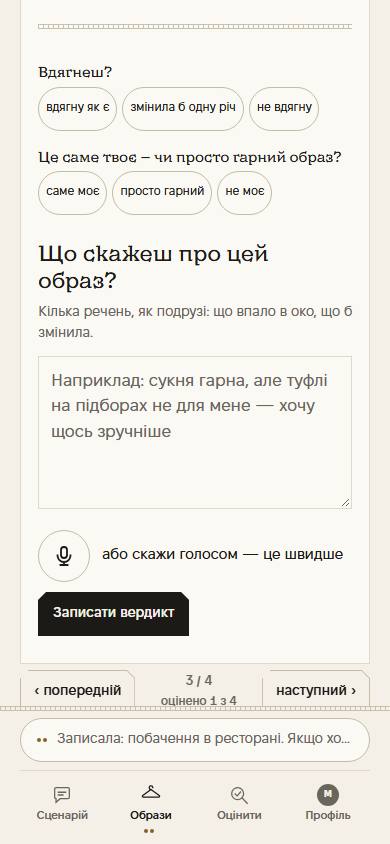 Вдягнеш?
вдягну як є
змінила б одну річ
не вдягну
Це саме твоє – чи просто гарний образ?
саме моє
просто гарний
не моє
Що скажеш про цей
образ?
Кілька речень, як подрузі: що впало в око, що б
змінила.
Наприклад: сукня гарна, але туфлі
на підборах не для мене — хочу
щось зручніше
або скажи голосом — це швидше
Записати вердикт
‹ попередній
3 / 4
оцінено 1 з 4
наступний ›
Записала: побачення в ресторані. Якщо хо...
Сценарій
Образи
Оцінити
М
Профіль